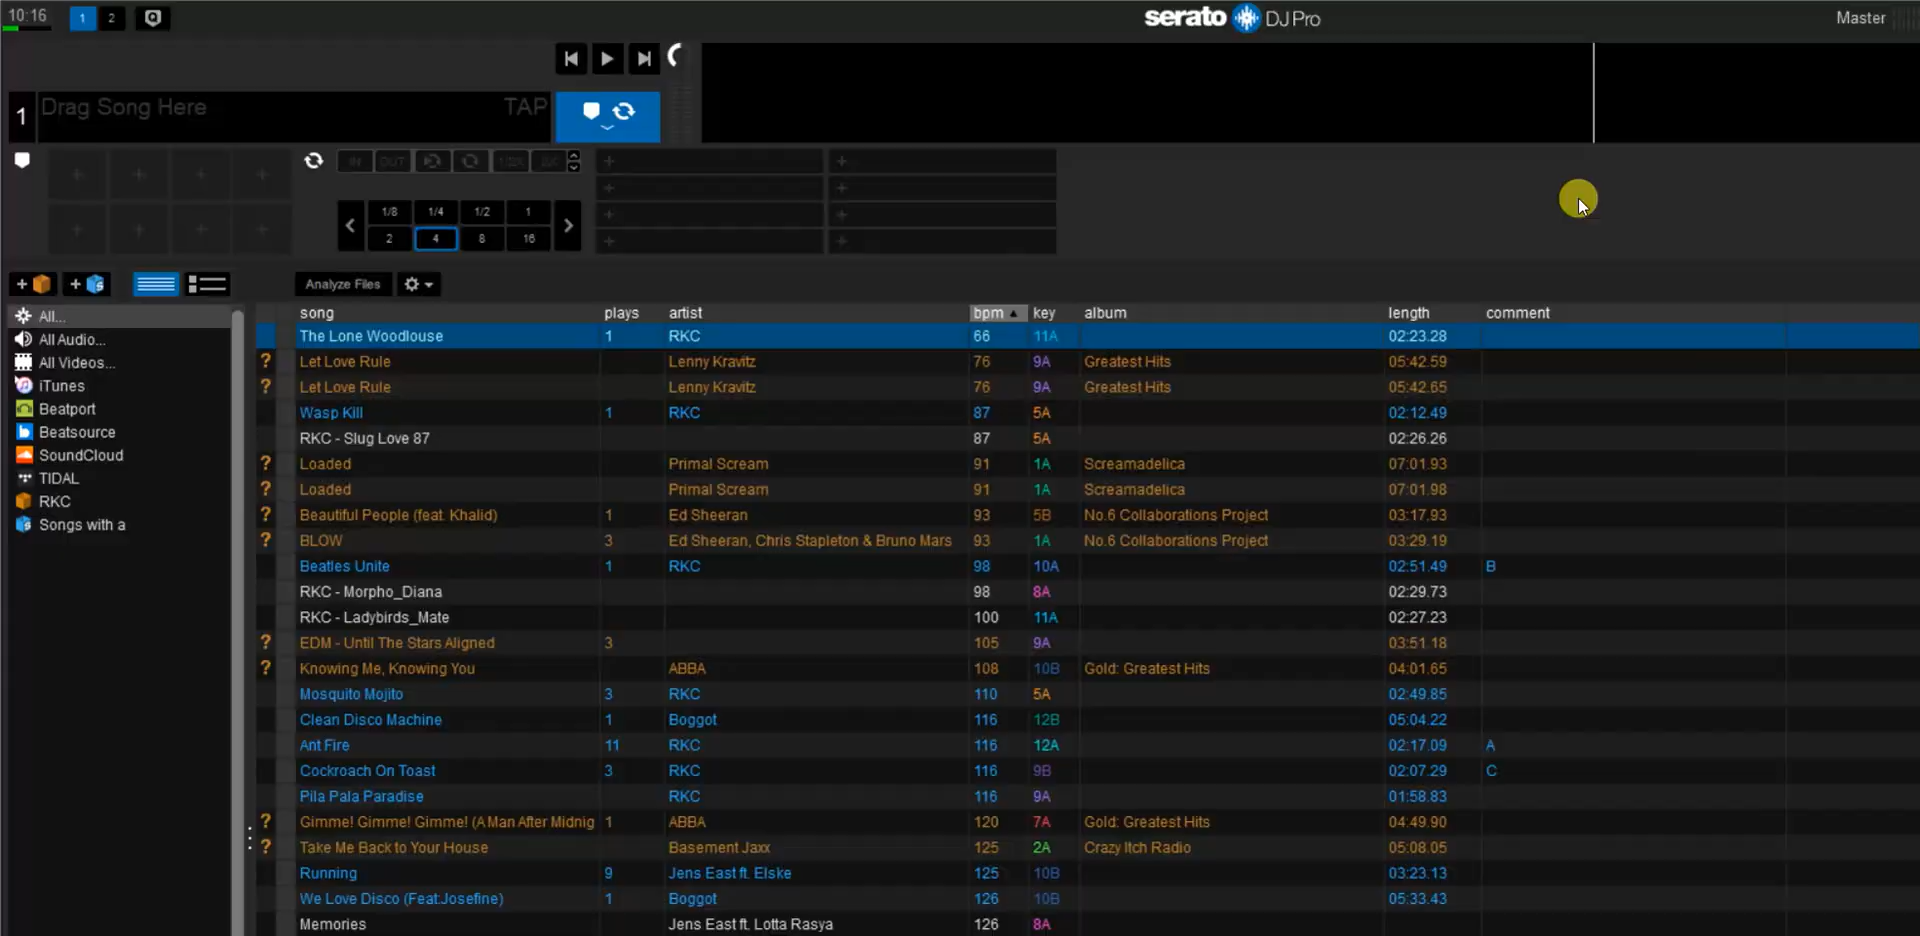 10:16 1 2 serato DJ Pro Master
1 Drag Song Here TAP
IN OUT 1/2X 2X
1/8 1/4 1/2 1
2 4 8 16
Analyze Files
All...
All Audio...
All Videos...
iTunes
Beatport
Beatsource
SoundCloud
TIDAL
RKC
Songs with a
song plays artist bpm key album length comment
The Lone Woodlouse 1 RKC 66 11A 02:23.28
? Let Love Rule Lenny Kravitz 76 9A Greatest Hits 05:42.59
? Let Love Rule Lenny Kravitz 76 9A Greatest Hits 05:42.65
Wasp Kill 1 RKC 87 5A 02:12.49
RKC - Slug Love 87 87 5A 02:26.26
? Loaded Primal Scream 91 1A Screamadelica 07:01.93
? Loaded Primal Scream 91 1A Screamadelica 07:01.98
? Beautiful People (feat. Khalid) 1 Ed Sheeran 93 5B No.6 Collaborations Project 03:17.93
? BLOW 3 Ed Sheeran, Chris Stapleton & Bruno Mars 93 1A No.6 Collaborations Project 03:29.19
Beatles Unite 1 RKC 98 10A 02:51.49 B
RKC - Morpho_Diana 98 8A 02:29.73
RKC - Ladybirds_Mate 100 11A 02:27.23
? EDM - Until The Stars Aligned 3 105 9A 03:51.18
? Knowing Me, Knowing You ABBA 108 10B Gold: Greatest Hits 04:01.65
Mosquito Mojito 3 RKC 110 5A 02:49.85
Clean Disco Machine 1 Boggot 116 12B 05:04.22
Ant Fire 11 RKC 116 12A 02:17.09 A
Cockroach On Toast 3 RKC 116 9B 02:07.29 C
Pila Pala Paradise RKC 116 9A 01:58.83
? Gimme! Gimme! Gimme! (A Man After Midnig 1 ABBA 120 7A Gold: Greatest Hits 04:49.90
? Take Me Back to Your House Basement Jaxx 125 2A Crazy Itch Radio 05:08.05
Running 9 Jens East ft. Elske 125 10B 03:23.13
We Love Disco (Feat:Josefine) 1 Boggot 126 10B 05:33.43
Memories Jens East ft. Lotta Rasya 126 8A